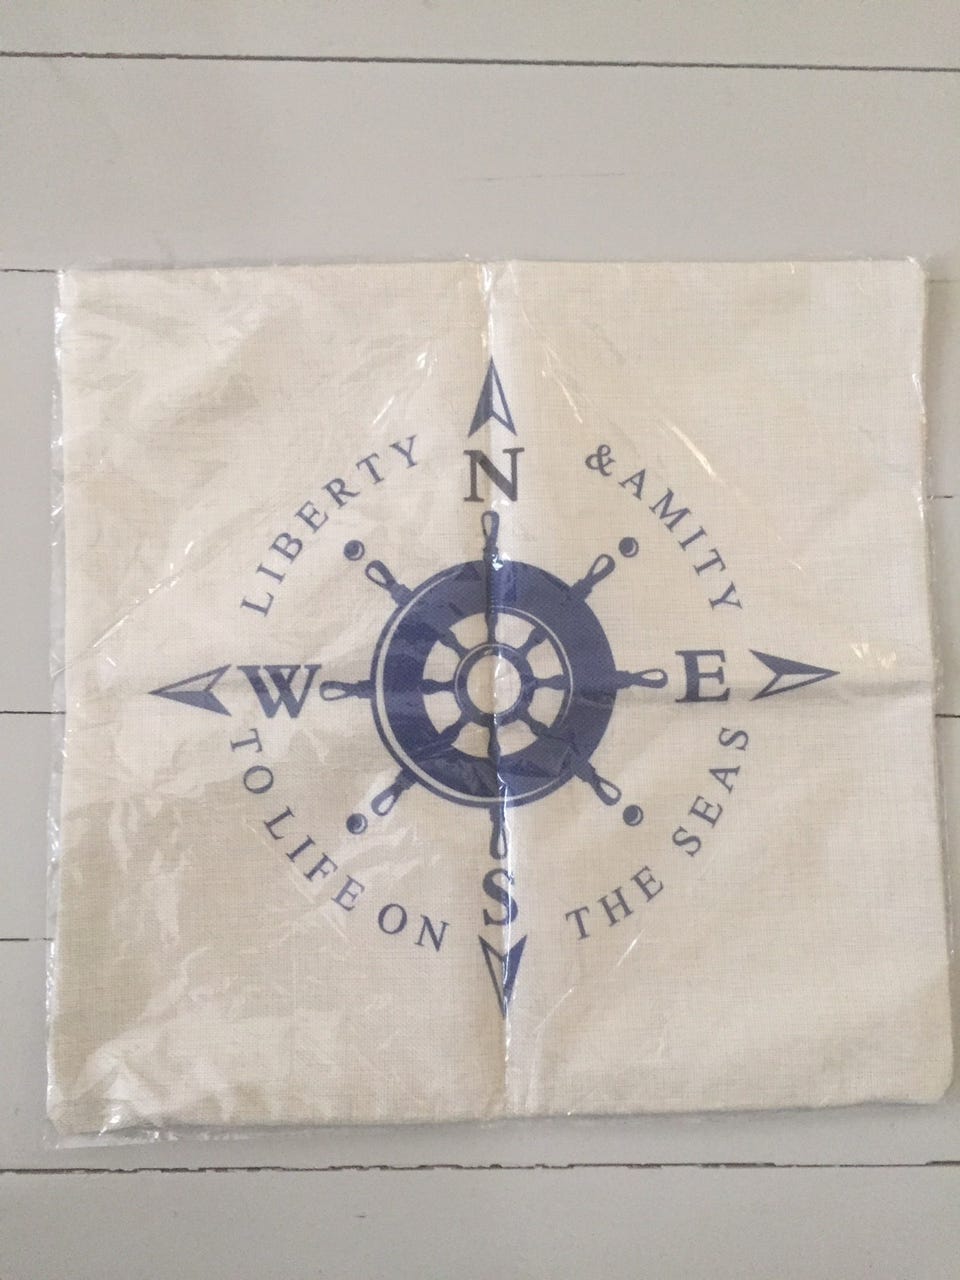 N
LIBERTY
& AMITY
W
E
TO LIFE ON
THE SEAS
S